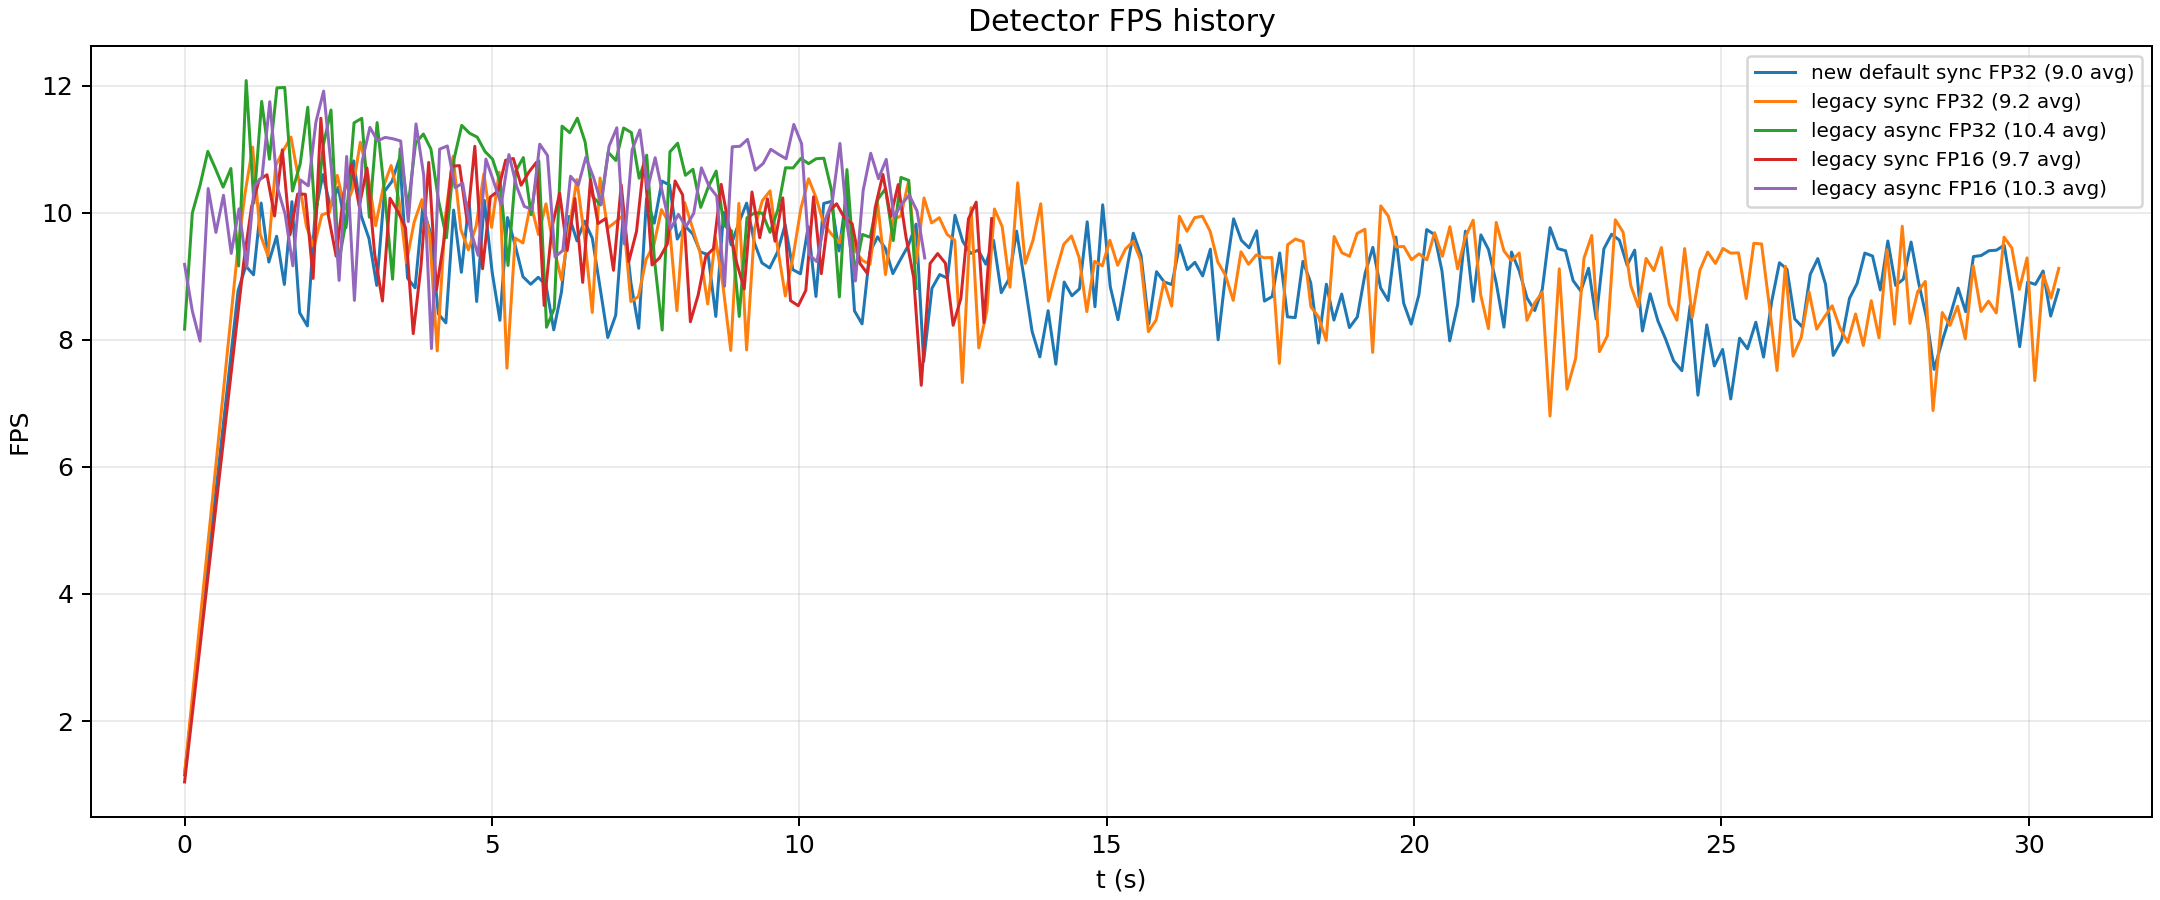 Detector FPS history
new default sync FP32 (9.0 avg)
legacy sync FP32 (9.2 avg)
legacy async FP32 (10.4 avg)
legacy sync FP16 (9.7 avg)
legacy async FP16 (10.3 avg)
FPS
12
10
8
6
4
2
0 5 10 15 20 25 30
t (s)